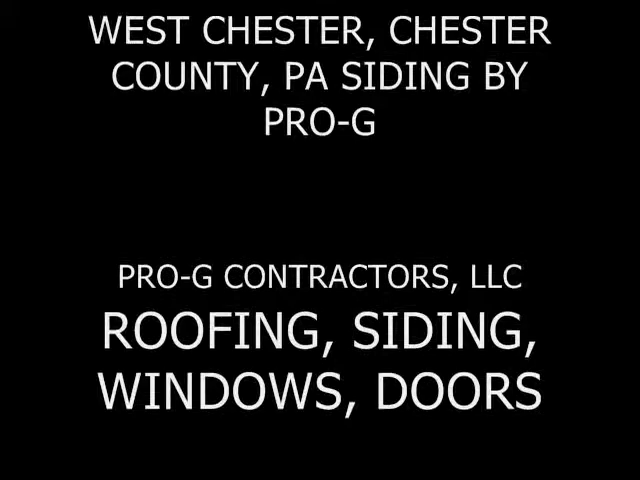 WEST CHESTER, CHESTER
COUNTY, PA SIDING BY
PRO-G
PRO-G CONTRACTORS, LLC
ROOFING, SIDING,
WINDOWS, DOORS